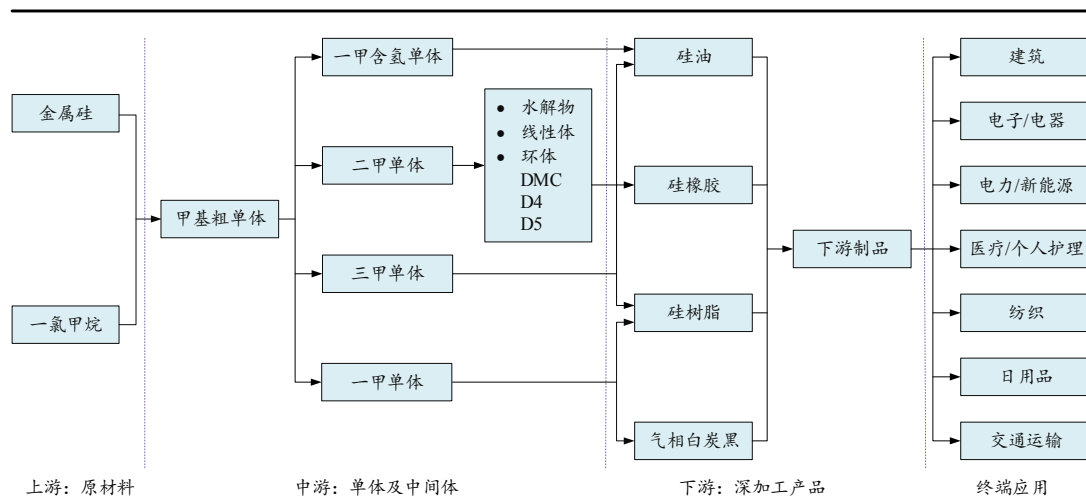 金属硅
一氯甲烷
甲基粗单体
一甲含氢单体
二甲单体
三甲单体
一甲单体
● 水解物
● 线性体
● 环体
DMC
D4
D5
硅油
硅橡胶
硅树脂
气相白炭黑
下游制品
建筑
电子/电器
电力/新能源
医疗/个人护理
纺织
日用品
交通运输
上游：原材料
中游：单体及中间体
下游：深加工产品
终端应用